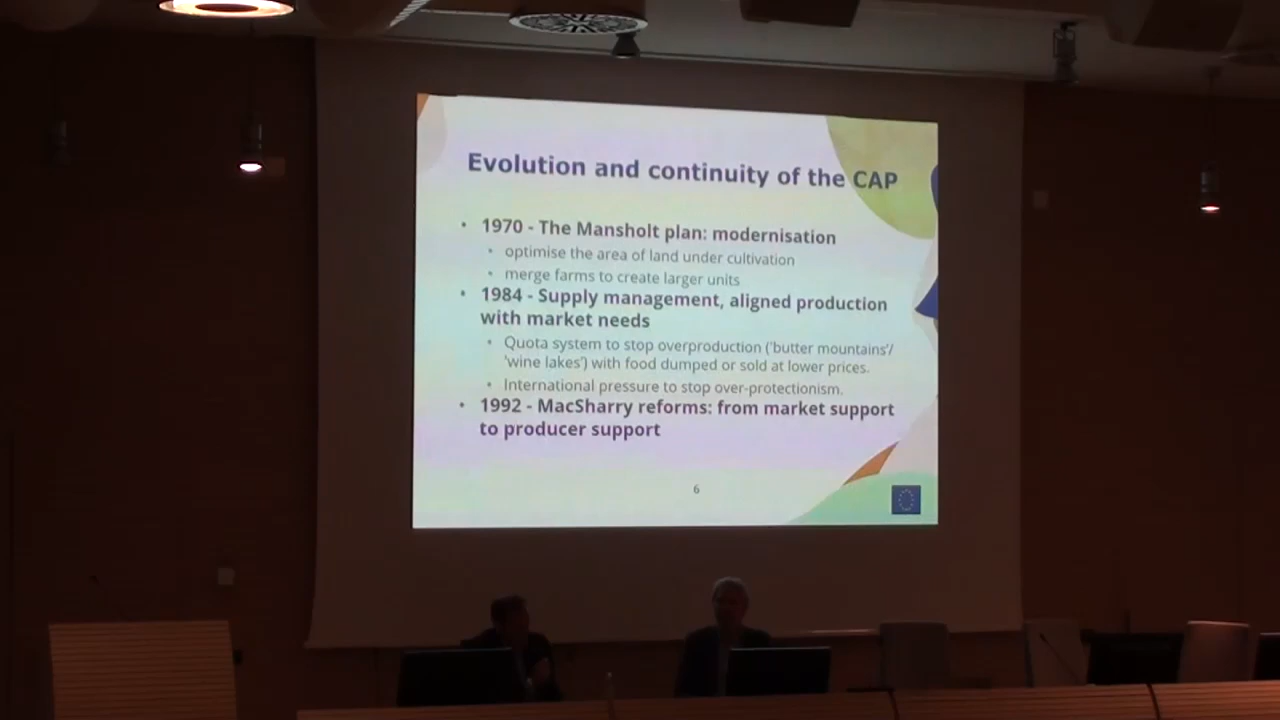 Evolution and continuity of the CAP
• 1970 - The Mansholt plan: modernisation
• optimise the area of land under cultivation
• merge farms to create larger units
• 1984 - Supply management, aligned production
with market needs
• Quota system to stop overproduction ('butter mountains'/
'wine lakes') with food dumped or sold at lower prices.
• International pressure to stop over-protectionism.
• 1992 - MacSharry reforms: from market support
to producer support
6